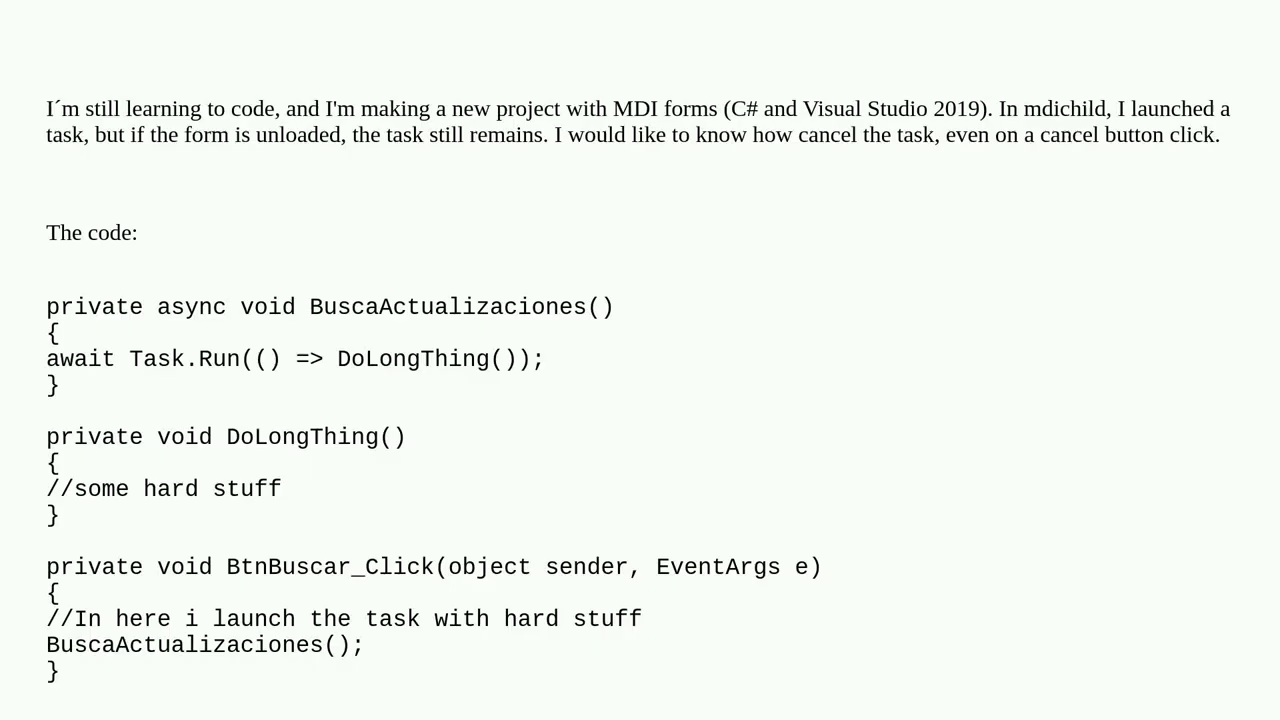 I´m still learning to code, and I'm making a new project with MDI forms (C# and Visual Studio 2019). In mdichild, I launched a
task, but if the form is unloaded, the task still remains. I would like to know how cancel the task, even on a cancel button click.
The code:
private async void BuscaActualizaciones()
{
await Task.Run(() => DoLongThing());
}
private void DoLongThing()
{
//some hard stuff
}
private void BtnBuscar_Click(object sender, EventArgs e)
{
//In here i launch the task with hard stuff
BuscaActualizaciones();
}